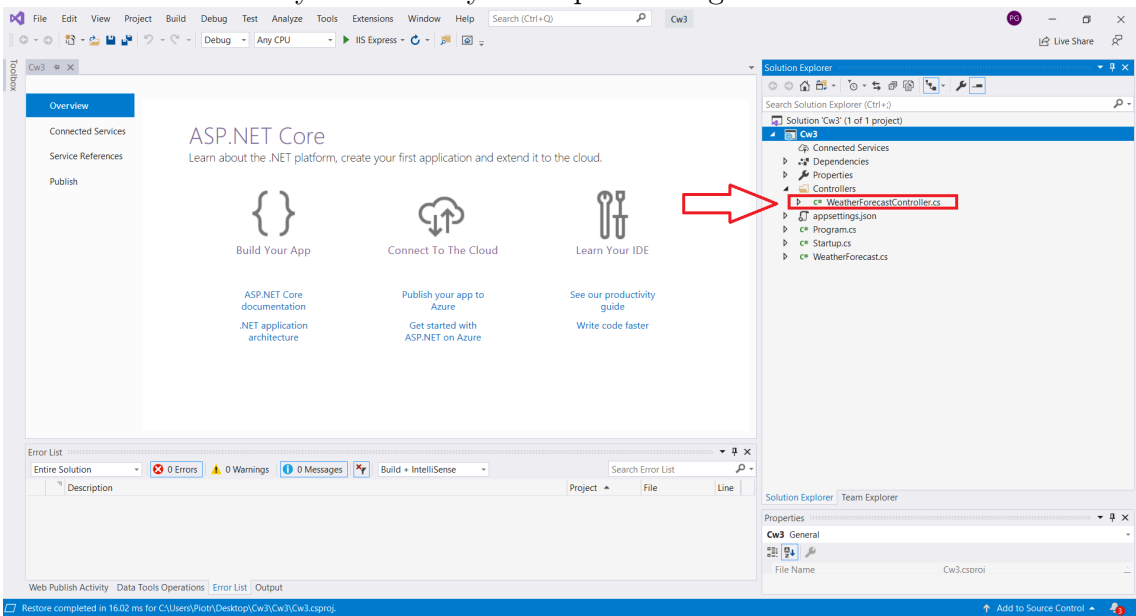 File Edit View Project Build Debug Test Analyze Tools Extensions Window Help Search (Ctrl+Q) Cw3 PG
Debug Any CPU IIS Express Live Share
Toolbox
Cw3
Overview
Connected Services
Service References
Publish
ASP.NET Core
Learn about the .NET platform, create your first application and extend it to the cloud.
Build Your App Connect To The Cloud Learn Your IDE
ASP.NET Core
documentation
.NET application
architecture
Publish your app to
Azure
Get started with
ASP.NET on Azure
See our productivity
guide
Write code faster
Solution Explorer
Search Solution Explorer (Ctrl+;)
Solution 'Cw3' (1 of 1 project)
Cw3
Connected Services
Dependencies
Properties
Controllers
C# WeatherForecastController.cs
appsettings.json
C# Program.cs
C# Startup.cs
C# WeatherForecast.cs
Solution Explorer Team Explorer
Properties
Cw3 General
File Name Cw3.csproj
Error List
Entire Solution 0 Errors 0 Warnings 0 Messages Build + IntelliSense Search Error List
Description Project File Line
Web Publish Activity Data Tools Operations Error List Output
Restore completed in 16.02 ms for C:\Users\Piotr\Desktop\Cw3\Cw3\Cw3.csproj. Add to Source Control 3